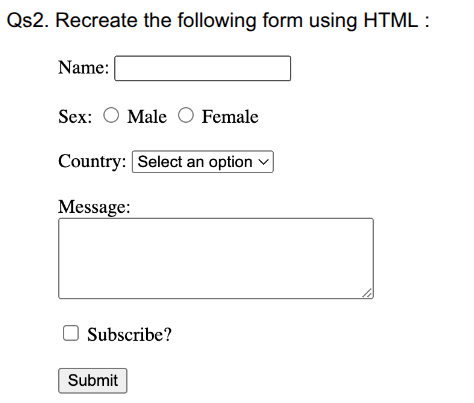 Qs2. Recreate the following form using HTML :
Name:
Sex: Male Female
Country: Select an option
Message:
Subscribe?
Submit